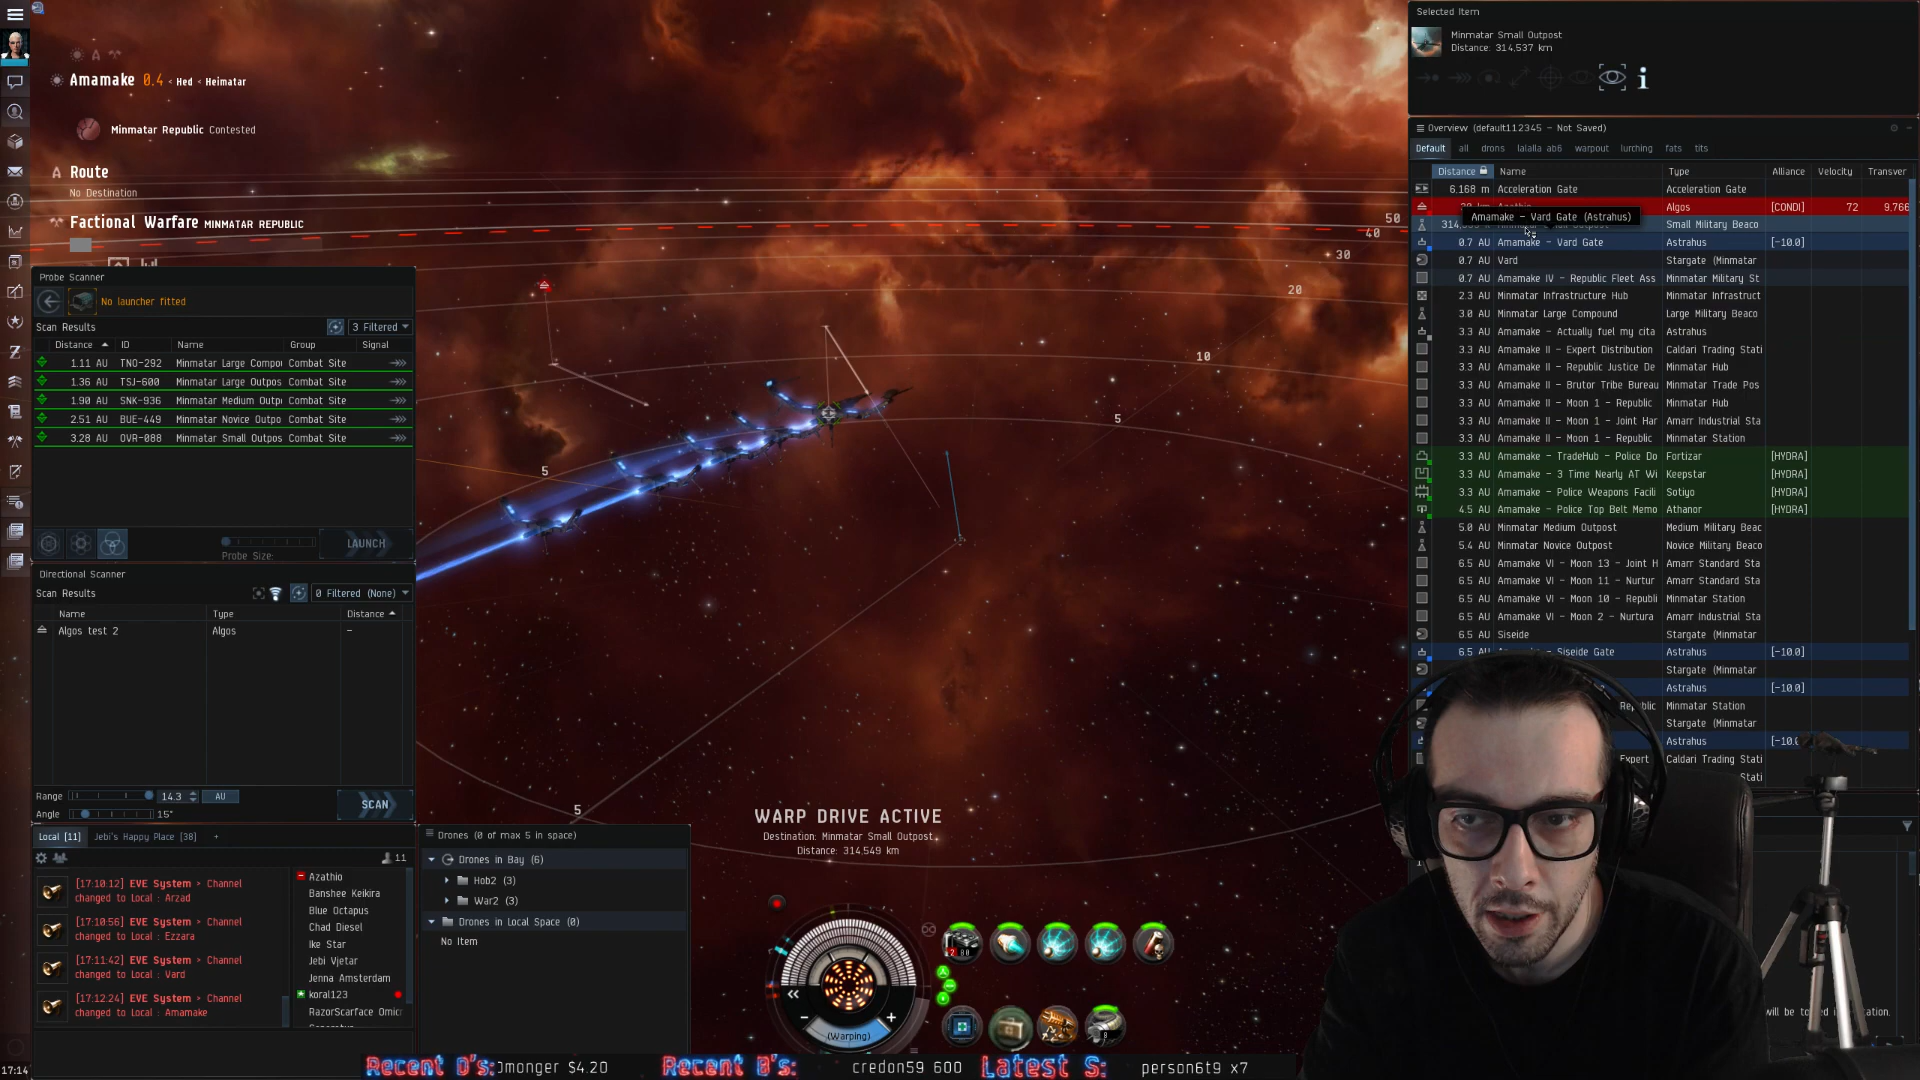 Amamake 0.4 < Hed < Heimatar
Minmatar Republic Contested
Route
No Destination
Factional Warfare MINMATAR REPUBLIC
Probe Scanner
No launcher fitted
Scan Results
3 Filtered
Distance ID Name Group Signal
1.11 AU TNO-292 Minmatar Large Compo Combat Site
1.36 AU TSJ-600 Minmatar Large Outpos Combat Site
1.90 AU SNK-936 Minmatar Medium Outp Combat Site
2.51 AU BUE-449 Minmatar Novice Outpo Combat Site
3.28 AU OVR-088 Minmatar Small Outpos Combat Site
LAUNCH
Probe Size:
Directional Scanner
Scan Results
0 Filtered (None)
Name Type Distance
Algos test 2 Algos -
Range 14.3 AU
SCAN
Angle 15°
Local [11] Jebi's Happy Place [38] +
11
[17:10:12] EVE System > Channel
changed to Local : Arzad
[17:10:56] EVE System > Channel
changed to Local : Ezzara
[17:11:42] EVE System > Channel
changed to Local : Vard
[17:12:24] EVE System > Channel
changed to Local : Amamake
Azathio
Banshee Keikira
Blue Octapus
Chad Diesel
Ike Star
Jebi Vjetar
Jenna Amsterdam
koral123
RazorScarface Omicr
17:14
Drones (0 of max 5 in space)
Drones in Bay (6)
Hob2 (3)
War2 (3)
Drones in Local Space (0)
No Item
50
40
30
20
10
5
5
5
WARP DRIVE ACTIVE
Destination: Minmatar Small Outpost
Distance: 314,549 km
(Warping)
Recent D's: Omonger $4.20 Recent B's: credon59 600 Latest S: person6t9 x7
Selected Item
Minmatar Small Outpost
Distance: 314,537 km
Overview (default112345 - Not Saved)
Default all drons lalalla ab6 warpout lurching fats tits
Distance Name Type Alliance Velocity Transver
6,168 m Acceleration Gate Acceleration Gate
Algos [CONDI] 72 9,766
Amamake - Vard Gate (Astrahus)
Small Military Beaco
0.7 AU Amamake - Vard Gate Astrahus [-10.0]
0.7 AU Vard Stargate (Minmatar
0.7 AU Amamake IV - Republic Fleet Ass Minmatar Military St
2.3 AU Minmatar Infrastructure Hub Minmatar Infrastruct
3.0 AU Minmatar Large Compound Large Military Beaco
3.3 AU Amamake - Actually fuel my cita Astrahus
3.3 AU Amamake II - Expert Distribution Caldari Trading Stati
3.3 AU Amamake II - Republic Justice De Minmatar Hub
3.3 AU Amamake II - Brutor Tribe Bureau Minmatar Trade Pos
3.3 AU Amamake II - Moon 1 - Republic Minmatar Hub
3.3 AU Amamake II - Moon 1 - Joint Har Amarr Industrial Sta
3.3 AU Amamake II - Moon 1 - Republic Minmatar Station
3.3 AU Amamake - TradeHub - Police Do Fortizar [HYDRA]
3.3 AU Amamake - 3 Time Nearly AT Wi Keepstar [HYDRA]
3.3 AU Amamake - Police Weapons Facili Sotiyo [HYDRA]
4.5 AU Amamake - Police Top Belt Memo Athanor [HYDRA]
5.0 AU Minmatar Medium Outpost Medium Military Beac
5.4 AU Minmatar Novice Outpost Novice Military Beaco
6.5 AU Amamake VI - Moon 13 - Joint H Amarr Standard Sta
6.5 AU Amamake VI - Moon 11 - Nurtur Amarr Standard Sta
6.5 AU Amamake VI - Moon 10 - Republi Minmatar Station
6.5 AU Amamake VI - Moon 2 - Nurtura Amarr Industrial Sta
6.5 AU Siseide Stargate (Minmatar
6.5 AU Siseide Gate Astrahus [-10.0]
Stargate (Minmatar
Astrahus [-10.0]
Republic Minmatar Station
Stargate (Minmatar
Astrahus
Expert Caldari Trading Stati
Stati